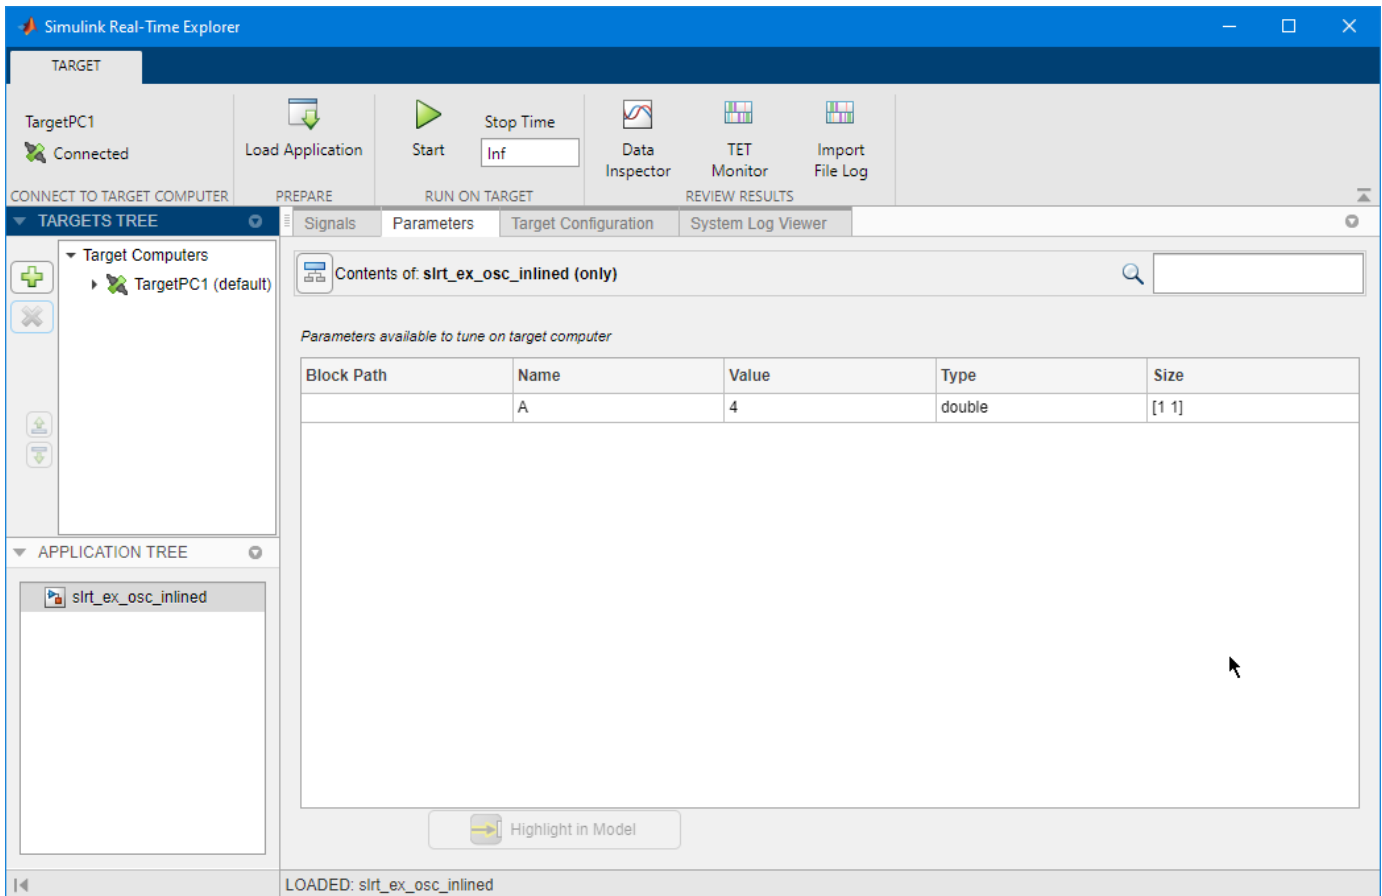 Simulink Real-Time Explorer
TARGET
TargetPC1
Connected
CONNECT TO TARGET COMPUTER
Load Application
PREPARE
Start
Stop Time
Inf
RUN ON TARGET
Data
Inspector
TET
Monitor
Import
File Log
REVIEW RESULTS
TARGETS TREE
Target Computers
TargetPC1 (default)
APPLICATION TREE
slrt_ex_osc_inlined
Signals Parameters Target Configuration System Log Viewer
Contents of: slrt_ex_osc_inlined (only)
Parameters available to tune on target computer
Block Path Name Value Type Size
A 4 double [1 1]
Highlight in Model
LOADED: slrt_ex_osc_inlined